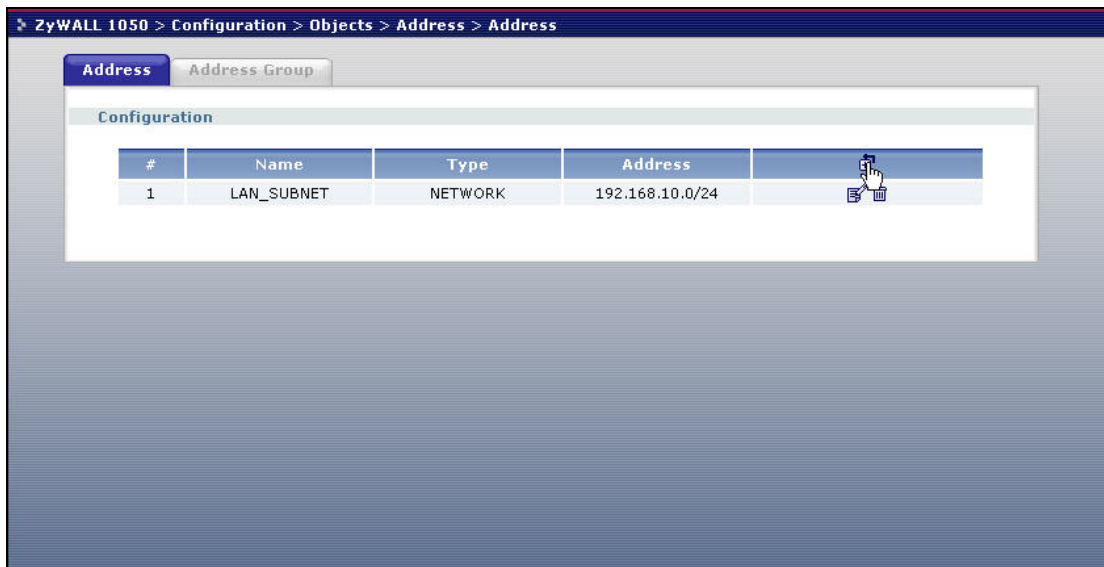 ZyWALL 1050 > Configuration > Objects > Address > Address
Address Address Group
Configuration
# Name Type Address
1 LAN_SUBNET NETWORK 192.168.10.0/24